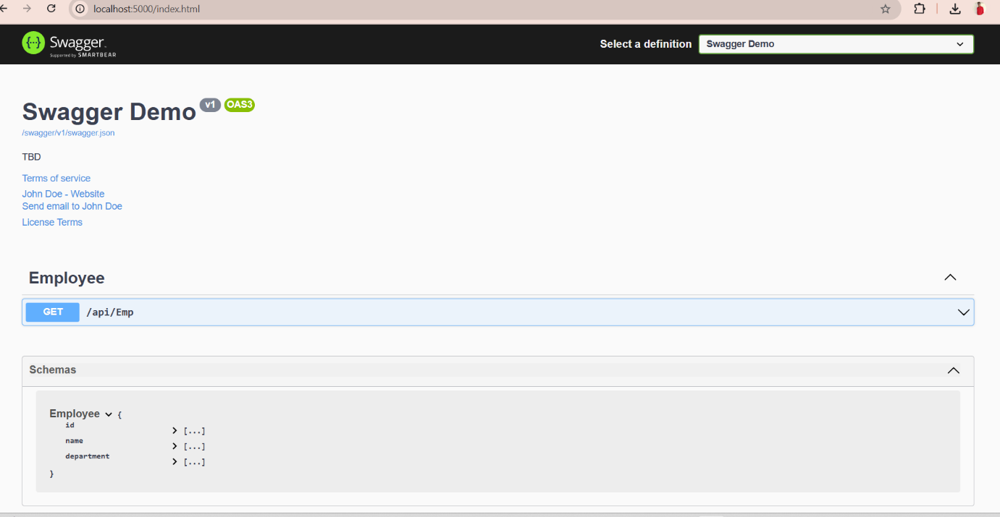 localhost:5000/index.html
{...} Swagger™
Supported by SMARTBEAR
Select a definition
Swagger Demo
Swagger Demo v1 OAS3
/swagger/v1/swagger.json
TBD
Terms of service
John Doe - Website
Send email to John Doe
License Terms
Employee
GET /api/Emp
Schemas
Employee {
id
[...]
name
[...]
department
[...]
}